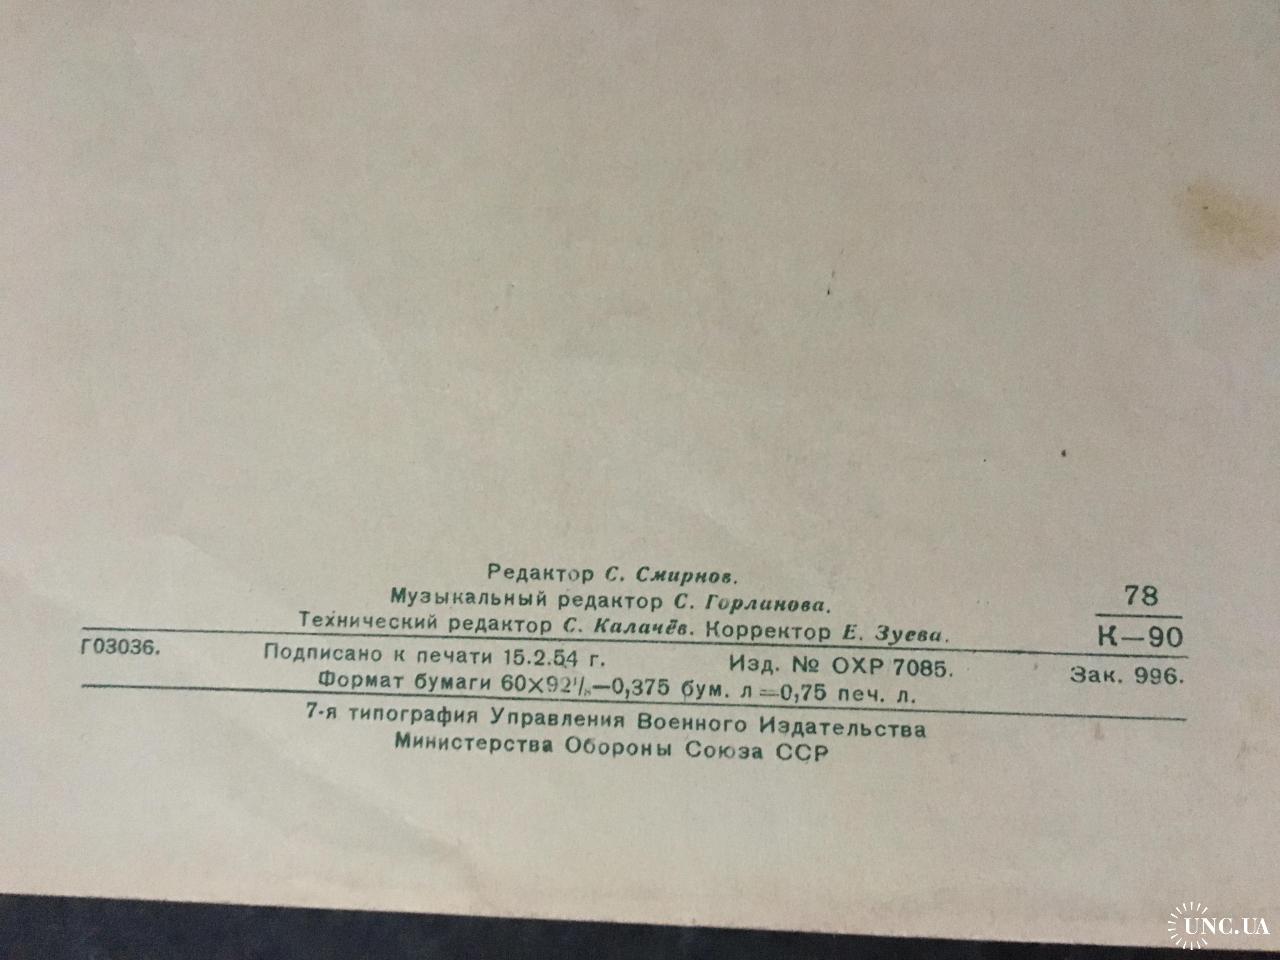 Редактор С. Смирнов.
Музыкальный редактор С. Горлинова.
Технический редактор С. Калачёв. Корректор Е. Зуева.
78
К—90
Г03036. Подписано к печати 15.2.54 г. Изд. № ОХР 7085. Зак. 996.
Формат бумаги 60Х92¹/₈—0,375 бум. л=0,75 печ. л.
7-я типография Управления Военного Издательства
Министерства Обороны Союза ССР
UNC.UA